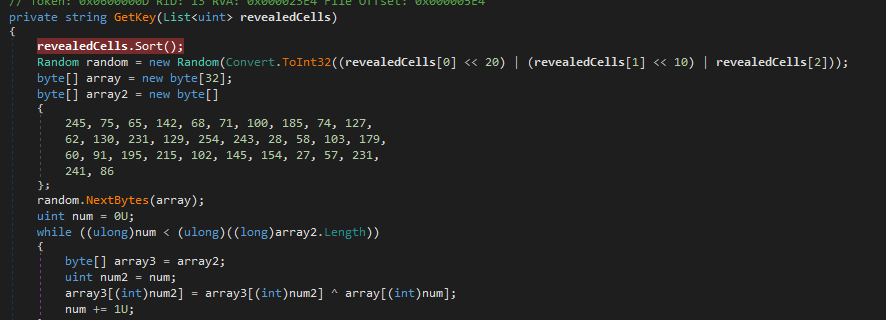 // Token: 0x0600000D RID: 13 RVA: 0x000023E4 File Offset: 0x000005E4
private string GetKey(List<uint> revealedCells)
{
revealedCells.Sort();
Random random = new Random(Convert.ToInt32((revealedCells[0] << 20) | (revealedCells[1] << 10) | revealedCells[2]));
byte[] array = new byte[32];
byte[] array2 = new byte[]
{
245, 75, 65, 142, 68, 71, 100, 185, 74, 127,
62, 130, 231, 129, 254, 243, 28, 58, 103, 179,
60, 91, 195, 215, 102, 145, 154, 27, 57, 231,
241, 86
};
random.NextBytes(array);
uint num = 0U;
while ((ulong)num < (ulong)((long)array2.Length))
{
byte[] array3 = array2;
uint num2 = num;
array3[(int)num2] = array3[(int)num2] ^ array[(int)num];
num += 1U;